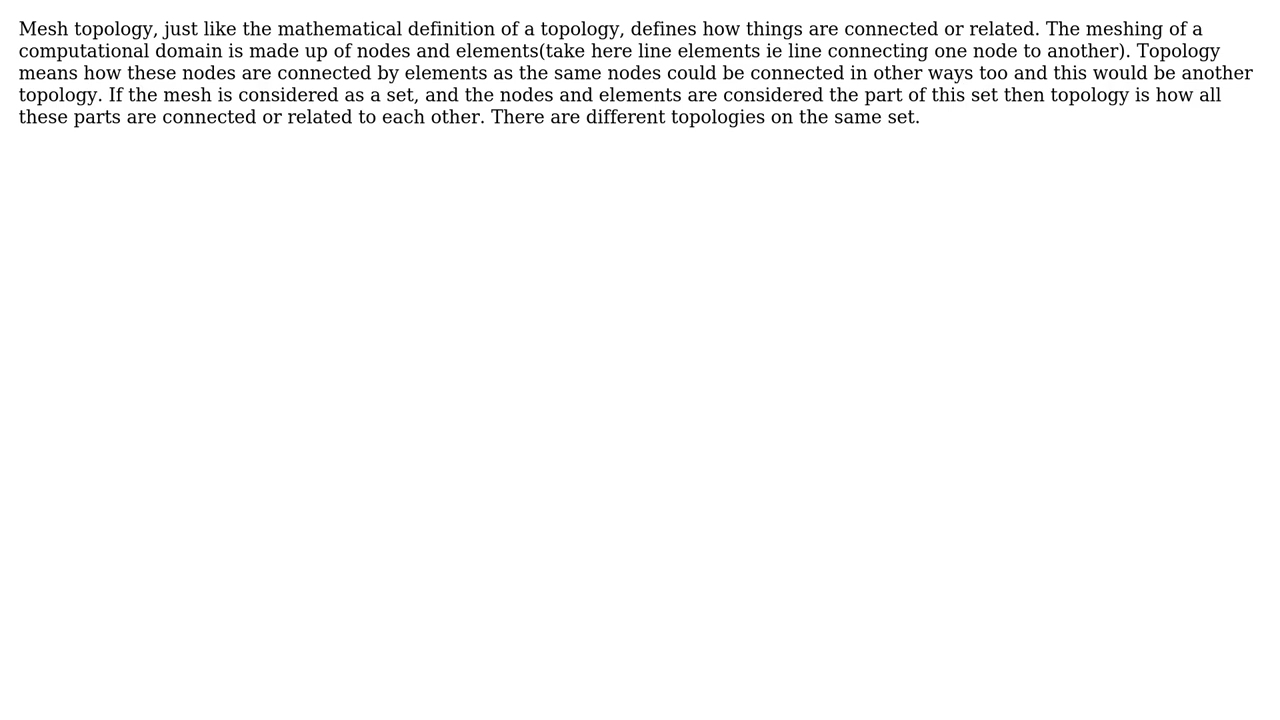 Mesh topology, just like the mathematical definition of a topology, defines how things are connected or related. The meshing of a
computational domain is made up of nodes and elements(take here line elements ie line connecting one node to another). Topology
means how these nodes are connected by elements as the same nodes could be connected in other ways too and this would be another
topology. If the mesh is considered as a set, and the nodes and elements are considered the part of this set then topology is how all
these parts are connected or related to each other. There are different topologies on the same set.